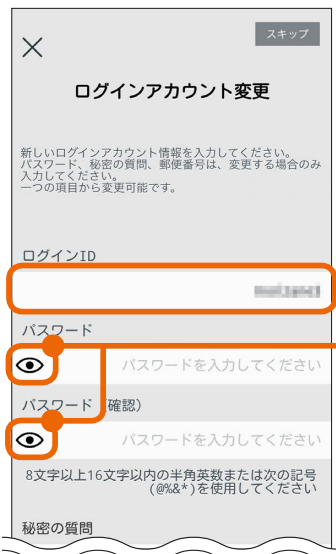 スキップ
ログインアカウント変更
新しいログインアカウント情報を入力してください。
パスワード、秘密の質問、郵便番号は、変更する場合のみ
入力してください。
一つの項目から変更可能です。
ログインID
パスワード
パスワードを入力してください
パスワード（確認）
パスワードを入力してください
8文字以上16文字以内の半角英数または次の記号
(@%&*)を使用してください
秘密の質問